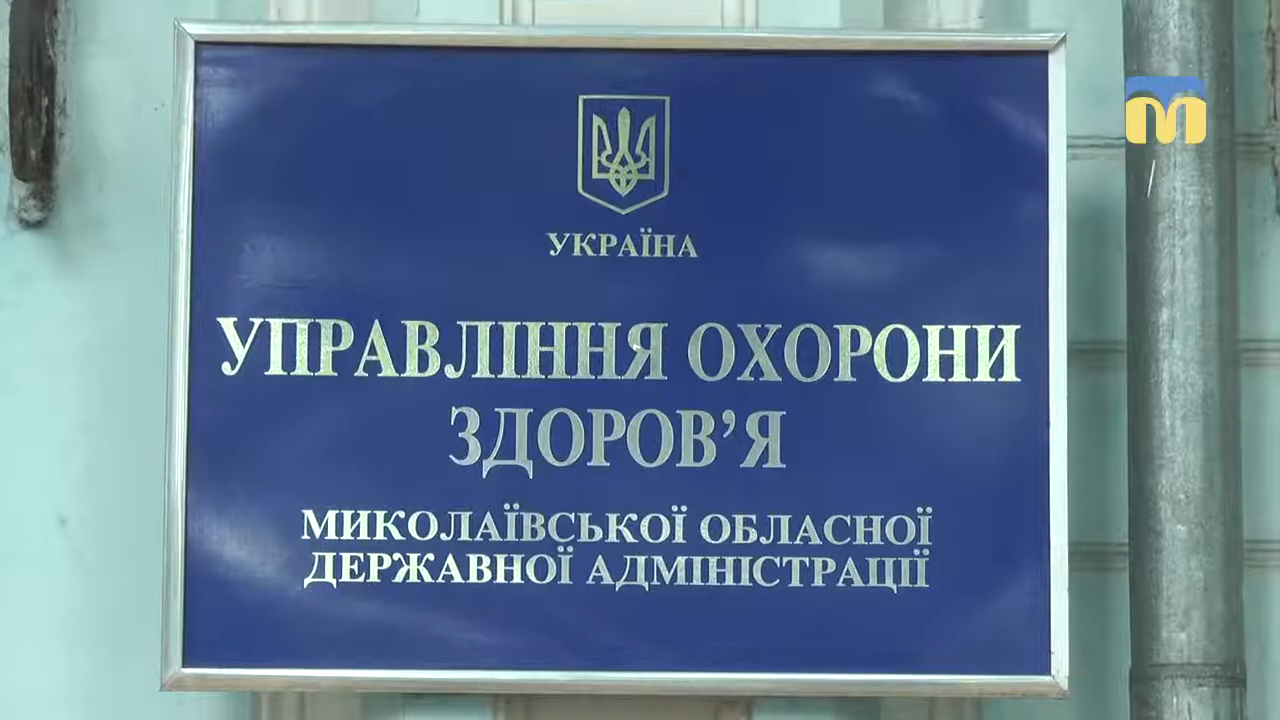 УКРАЇНА
УПРАВЛІННЯ ОХОРОНИ
ЗДОРОВ’Я
МИКОЛАЇВСЬКОЇ ОБЛАСНОЇ
ДЕРЖАВНОЇ АДМІНІСТРАЦІЇ